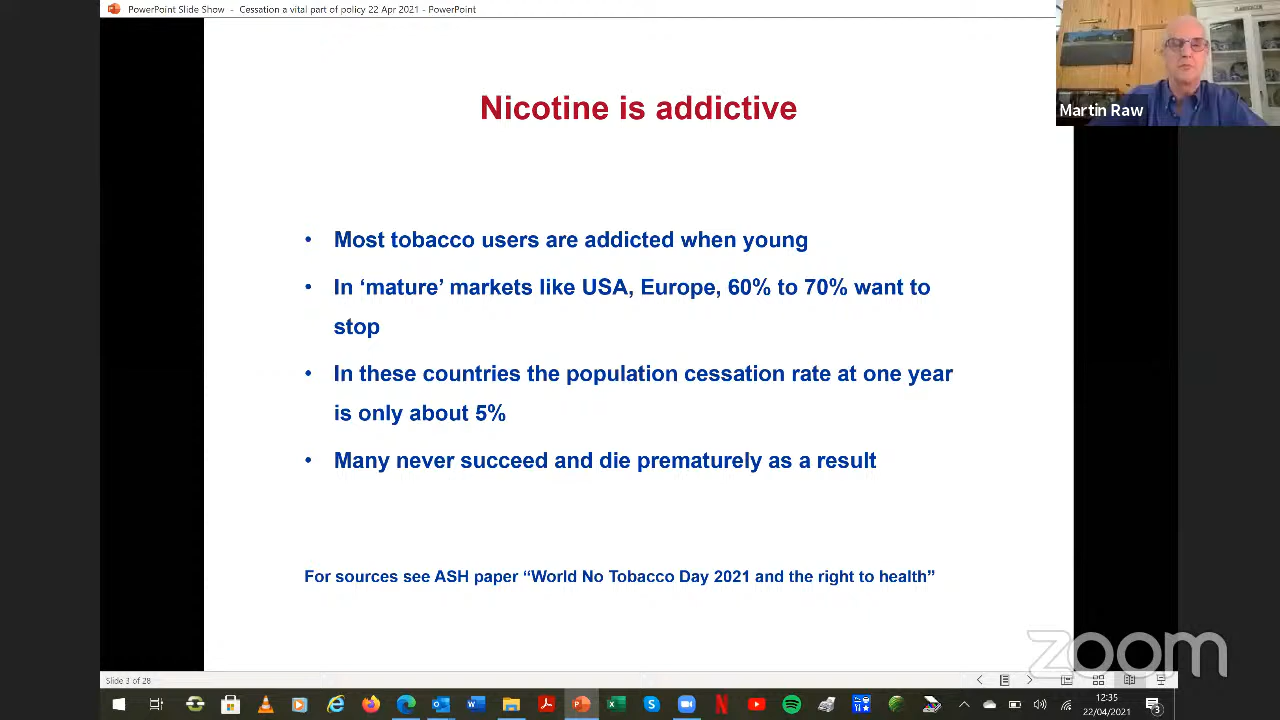 PowerPoint Slide Show - Cessation a vital part of policy 22 Apr 2021 - PowerPoint
Martin Raw
Nicotine is addictive
• Most tobacco users are addicted when young
• In ‘mature’ markets like USA, Europe, 60% to 70% want to
stop
• In these countries the population cessation rate at one year
is only about 5%
• Many never succeed and die prematurely as a result
For sources see ASH paper “World No Tobacco Day 2021 and the right to health”
zoom
Slide 3 of 28
12:35
22/04/2021
3